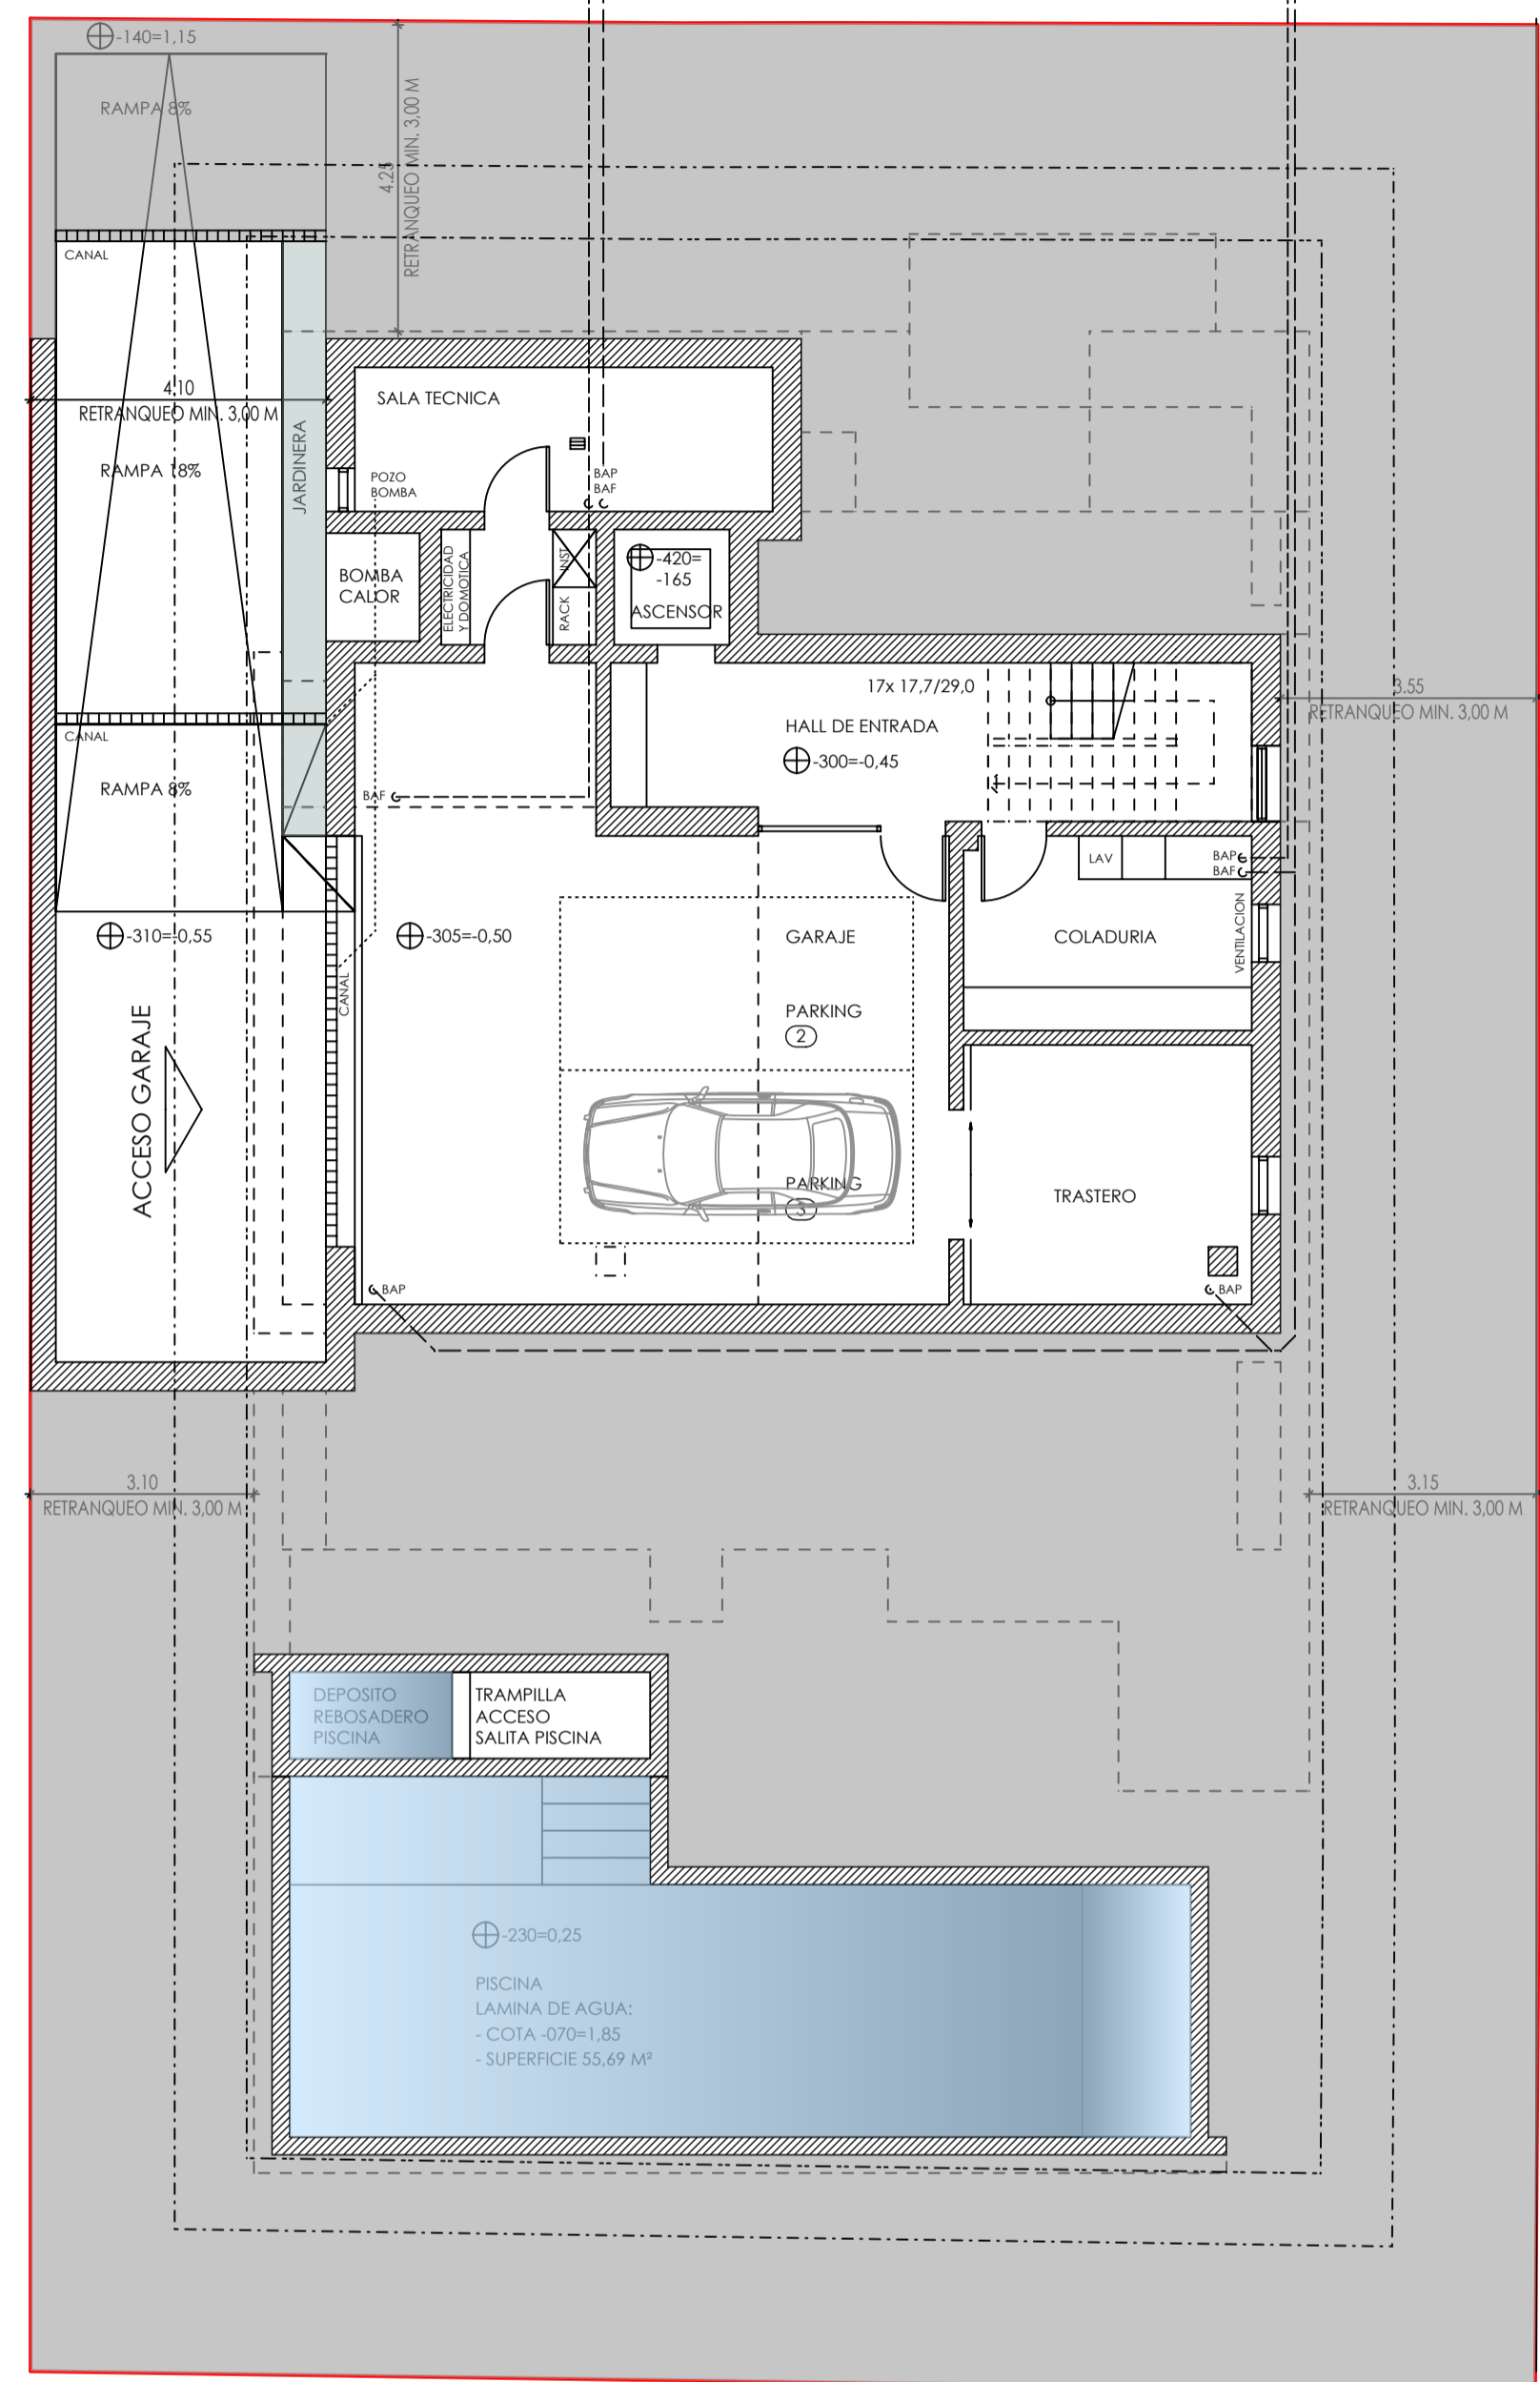 -140=1,15
RAMPA 8%
4.25
RETRANQUEO MIN. 3,00 M
CANAL
4.10
RETRANQUEO MIN. 3,00 M
RAMPA 18%
JARDINERA
SALA TECNICA
POZO
BOMBA
BAP
BAF
BOMBA
CALOR
ELECTRICIDAD
Y DOMOTICA
INST
RACK
-420=
-165
ASCENSOR
17x 17,7/29,0
HALL DE ENTRADA
-300=-0,45
3.55
RETRANQUEO MIN. 3,00 M
CANAL
RAMPA 8%
BAF
LAV
BAP
BAF
VENTILACION
COLADURIA
-310=-0,55
-305=-0,50
CANAL
GARAJE
PARKING
2
ACCESO GARAJE
PARKING
3
TRASTERO
BAP
BAP
3.10
RETRANQUEO MIN. 3,00 M
3.15
RETRANQUEO MIN. 3,00 M
DEPOSITO
REBOSADERO
PISCINA
TRAMPILLA
ACCESO
SALITA PISCINA
-230=0,25
PISCINA
LAMINA DE AGUA:
- COTA -070=1,85
- SUPERFICIE 55,69 M²